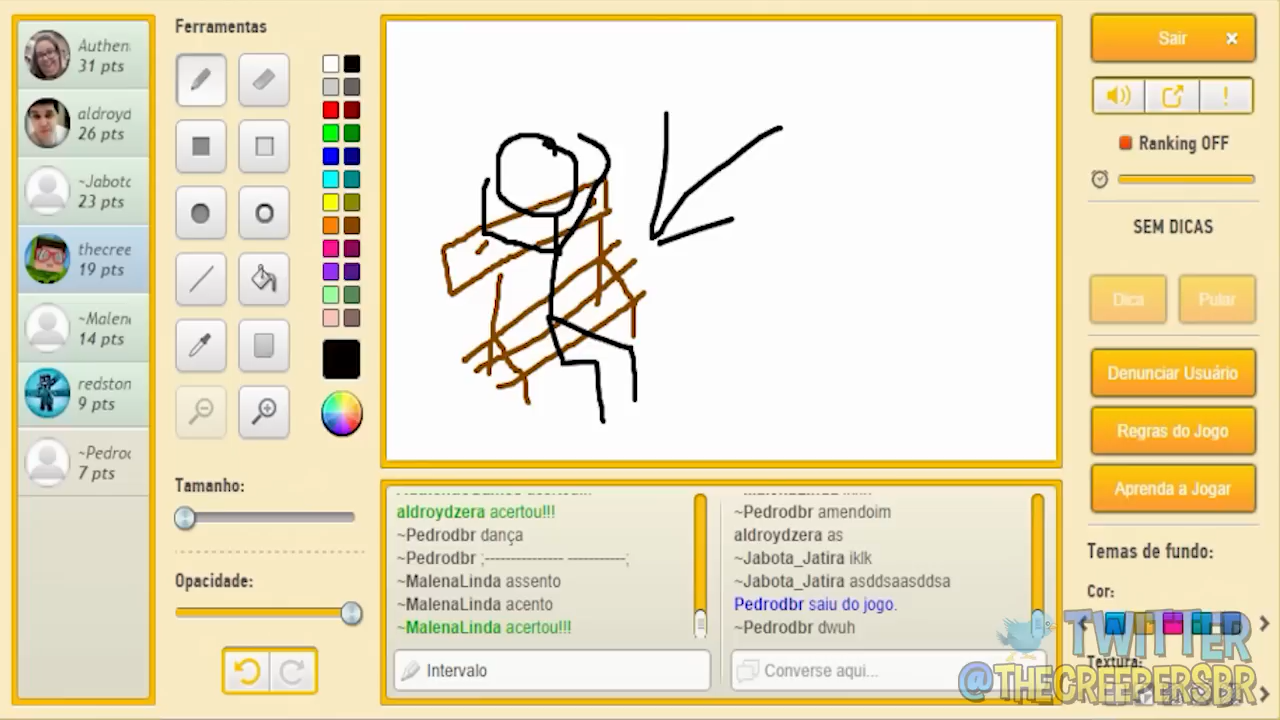 Authen
31 pts
aldroyd
26 pts
~Jabota
23 pts
thecree
19 pts
~Malen
14 pts
redston
9 pts
~Pedro
7 pts
Ferramentas
Tamanho:
Opacidade:
aldroydzera acertou!!!
~Pedrodbr dança
~Pedrodbr ;--------------- -----------;
~MalenaLinda assento
~MalenaLinda acento
~MalenaLinda acertou!!!
Intervalo
~Pedrodbr amendoim
aldroydzera as
~Jabota_Jatira iklk
~Jabota_Jatira asddsaasddsa
Pedrodbr saiu do jogo.
~Pedrodbr dwuh
Converse aqui...
Sair ×
!
Ranking OFF
SEM DICAS
Dica
Pular
Denunciar Usuário
Regras do Jogo
Aprenda a Jogar
Temas de fundo:
Cor:
Textura:
TWITTER
@THECREEPERSBR